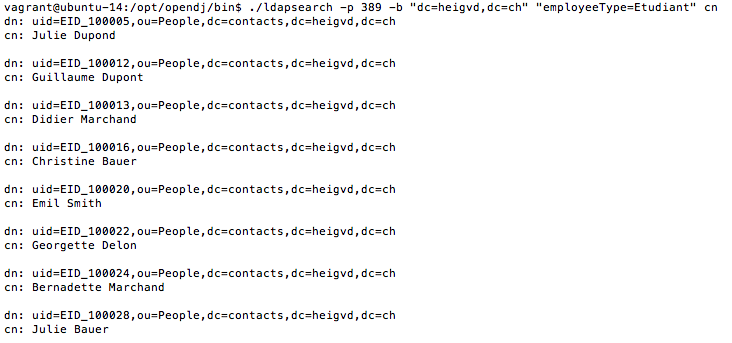 vagrant@ubuntu-14:/opt/opendj/bin$ ./ldapsearch -p 389 -b "dc=heigvd,dc=ch" "employeeType=Etudiant" cn
dn: uid=EID_100005,ou=People,dc=contacts,dc=heigvd,dc=ch
cn: Julie Dupond
dn: uid=EID_100012,ou=People,dc=contacts,dc=heigvd,dc=ch
cn: Guillaume Dupont
dn: uid=EID_100013,ou=People,dc=contacts,dc=heigvd,dc=ch
cn: Didier Marchand
dn: uid=EID_100016,ou=People,dc=contacts,dc=heigvd,dc=ch
cn: Christine Bauer
dn: uid=EID_100020,ou=People,dc=contacts,dc=heigvd,dc=ch
cn: Emil Smith
dn: uid=EID_100022,ou=People,dc=contacts,dc=heigvd,dc=ch
cn: Georgette Delon
dn: uid=EID_100024,ou=People,dc=contacts,dc=heigvd,dc=ch
cn: Bernadette Marchand
dn: uid=EID_100028,ou=People,dc=contacts,dc=heigvd,dc=ch
cn: Julie Bauer